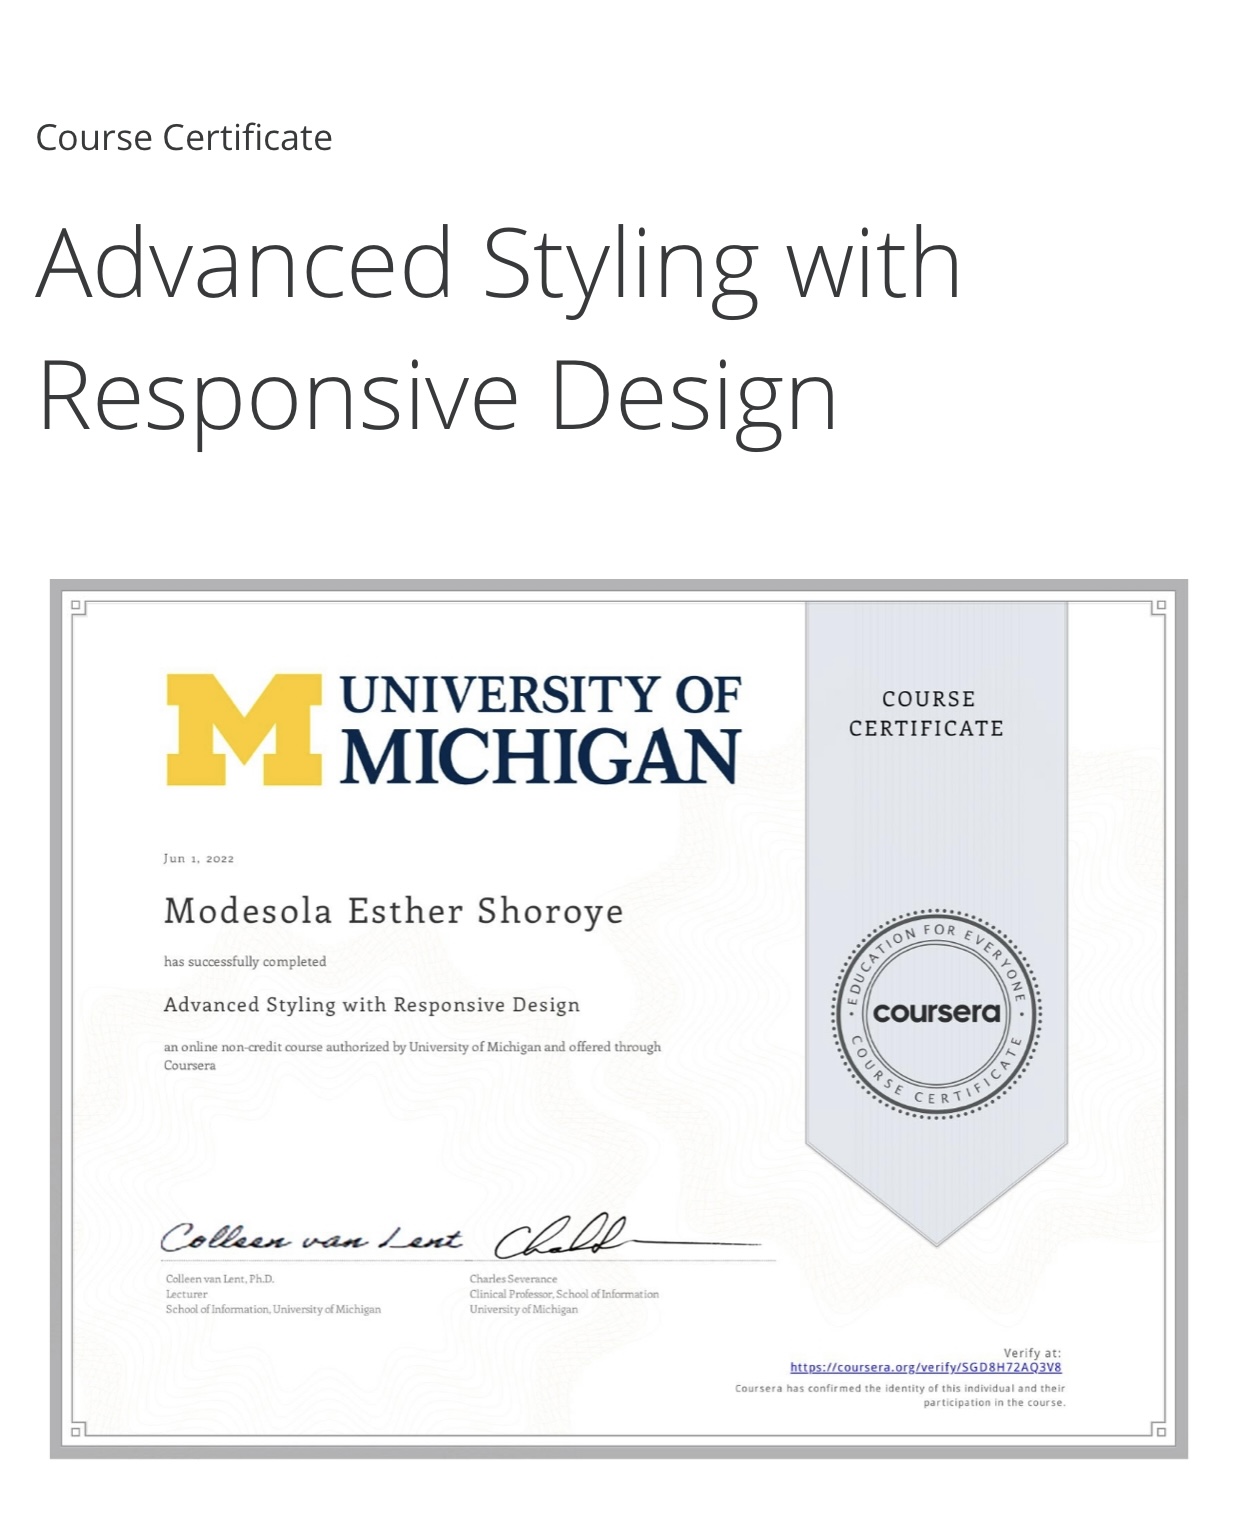 Course Certificate
Advanced Styling with
Responsive Design
M UNIVERSITY OF
MICHIGAN
COURSE
CERTIFICATE
Jun 1, 2022
Modesola Esther Shoroye
has successfully completed
Advanced Styling with Responsive Design
an online non-credit course authorized by University of Michigan and offered through
Coursera
EDUCATION FOR EVERYONE
coursera
COURSE CERTIFICATE
Colleen van Lent
Colleen van Lent, Ph.D.
Lecturer
School of Information, University of Michigan
Charles Severance
Clinical Professor, School of Information
University of Michigan
Verify at:
https://coursera.org/verify/SGD8H72AQ3V8
Coursera has confirmed the identity of this individual and their
participation in the course.